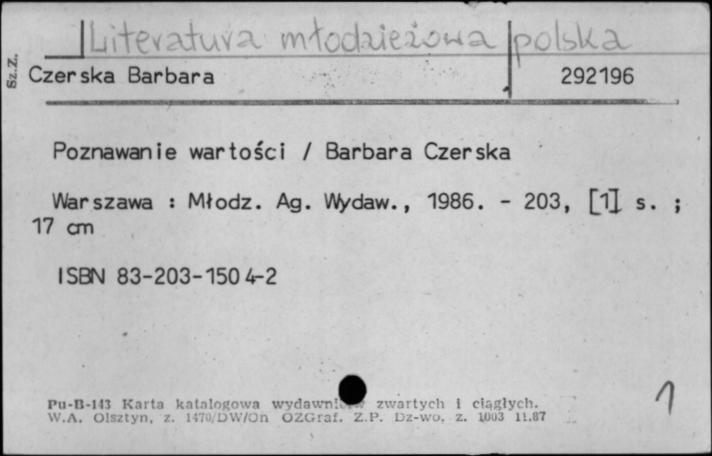 Literatura młodzieżowa polska
Sz.Z.
Czerska Barbara 292196
Poznawanie wartości / Barbara Czerska
Warszawa : Młodz. Ag. Wydaw., 1986. - 203, [1] s. ;
17 cm
ISBN 83-203-1504-2
Pu-B-143 Karta katalogowa zwartych i ciągłych.
W.A. Olsztyn, z. 1470/DW/On OZGraf. Z.P. Dz-wo, z. 1003 11.87
1